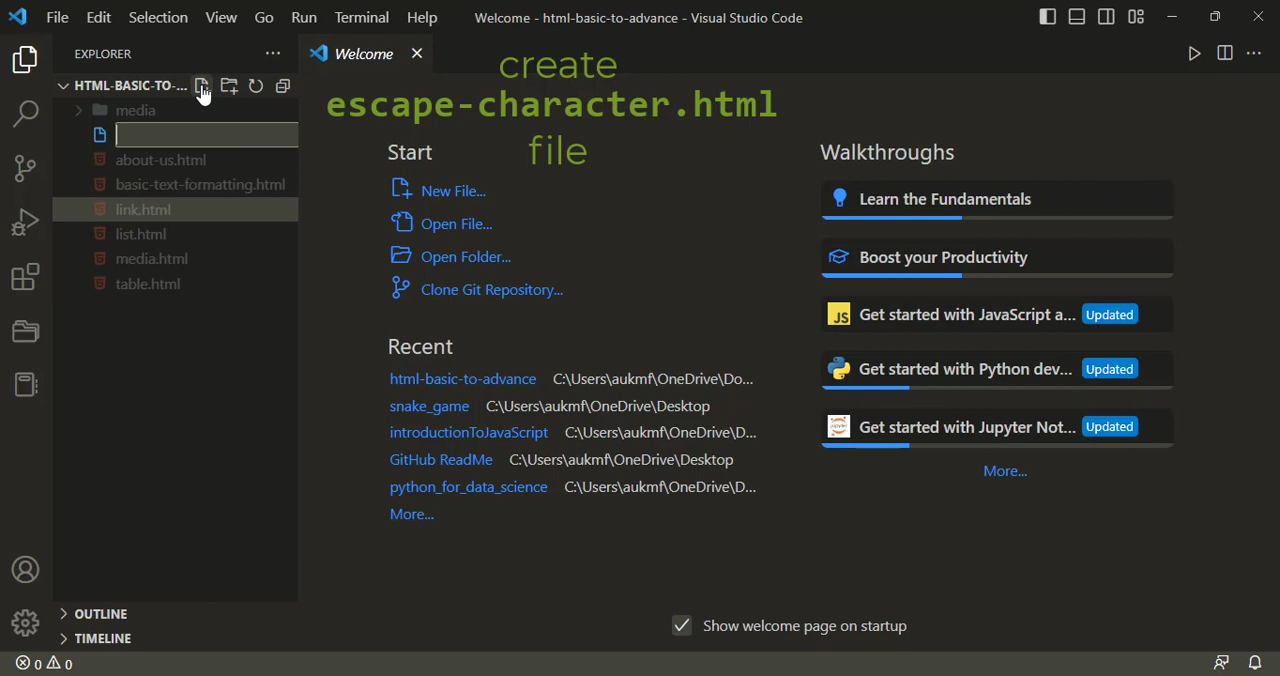 File Edit Selection View Go Run Terminal Help Welcome - html-basic-to-advance - Visual Studio Code
EXPLORER
Welcome
HTML-BASIC-TO-...
create
escape-character.html
file
media
about-us.html
basic-text-formatting.html
link.html
list.html
media.html
table.html
Start
New File...
Open File...
Open Folder...
Clone Git Repository...
Recent
html-basic-to-advance C:\Users\aukmf\OneDrive\Do...
snake_game C:\Users\aukmf\OneDrive\Desktop
introductionToJavaScript C:\Users\aukmf\OneDrive\D...
GitHub ReadMe C:\Users\aukmf\OneDrive\Desktop
python_for_data_science C:\Users\aukmf\OneDrive\D...
More...
Walkthroughs
Learn the Fundamentals
Boost your Productivity
JS Get started with JavaScript a... Updated
Get started with Python dev... Updated
Get started with Jupyter Not... Updated
More...
OUTLINE
TIMELINE
Show welcome page on startup
0 0